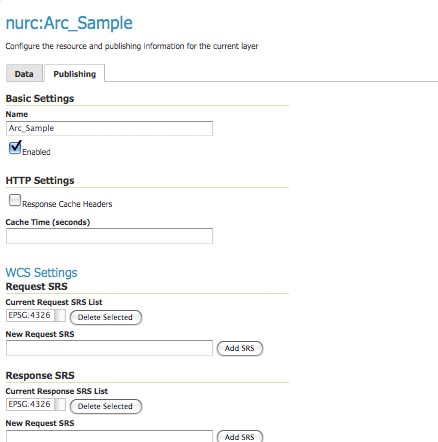 nurc:Arc_Sample
Configure the resource and publishing information for the current layer
Data Publishing
Basic Settings
Name
Arc_Sample
Enabled
HTTP Settings
Response Cache Headers
Cache Time (seconds)
WCS Settings
Request SRS
Current Request SRS List
EPSG:4326 Delete Selected
New Request SRS
Add SRS
Response SRS
Current Response SRS List
EPSG:4326 Delete Selected
New Request SRS
Add SRS